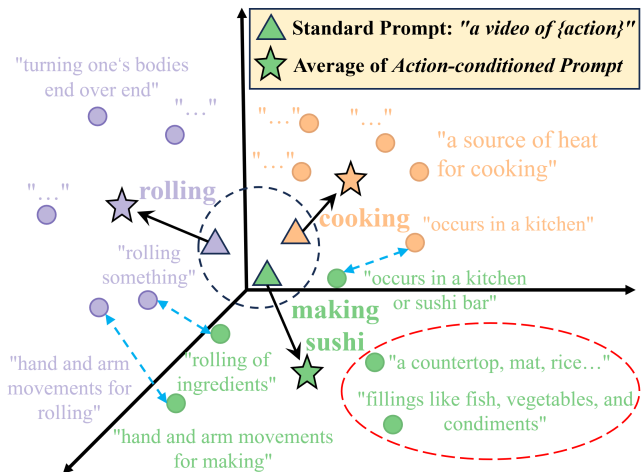 Standard Prompt: "a video of {action}"
Average of Action-conditioned Prompt
"turning one's bodies
end over end"
"…"
"…"
rolling
"rolling
something"
"hand and arm
movements for
rolling"
"…"
"…"
"…"
"a source of heat
for cooking"
cooking
"occurs in a kitchen"
"occurs in a kitchen
or sushi bar"
making
sushi
"rolling of
ingredients"
"hand and arm movements
for making"
"a countertop, mat, rice…"
"fillings like fish, vegetables, and
condiments"